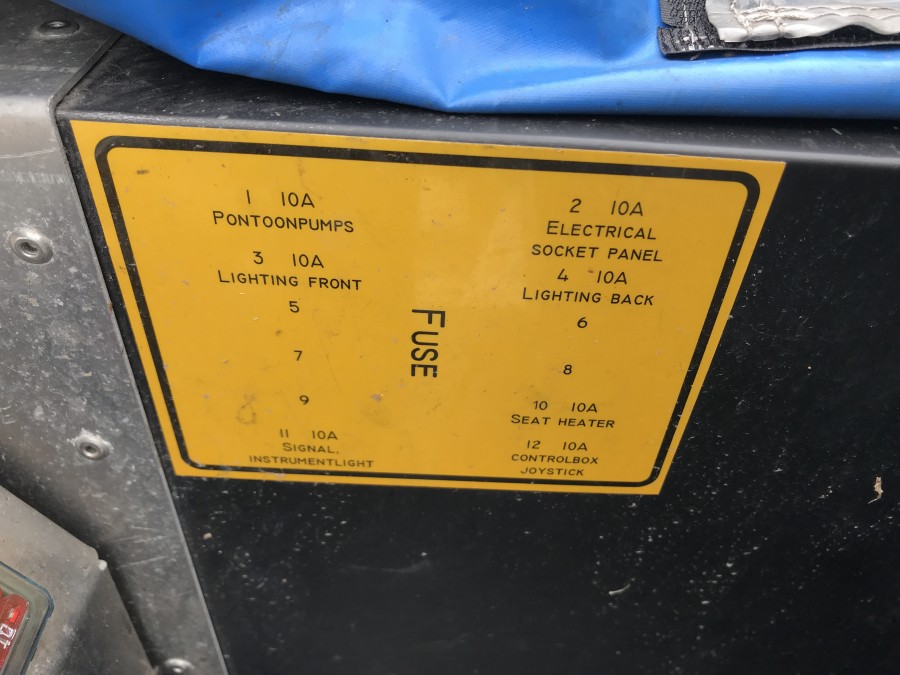 1 10A
PONTOONPUMPS
2 10A
ELECTRICAL
SOCKET PANEL
3 10A
LIGHTING FRONT
4 10A
LIGHTING BACK
5
6
FUSE
7
8
9
10 10A
SEAT HEATER
11 10A
SIGNAL,
INSTRUMENTLIGHT
12 10A
CONTROLBOX
JOYSTICK